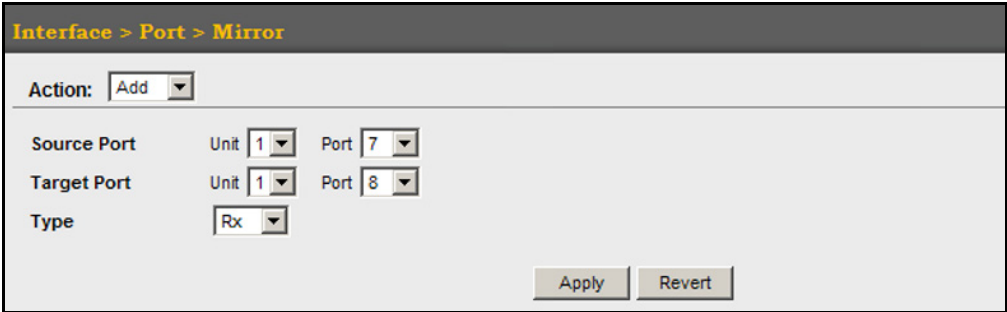 Interface > Port > Mirror
Action: Add
Source Port Unit 1 Port 7
Target Port Unit 1 Port 8
Type Rx
Apply Revert